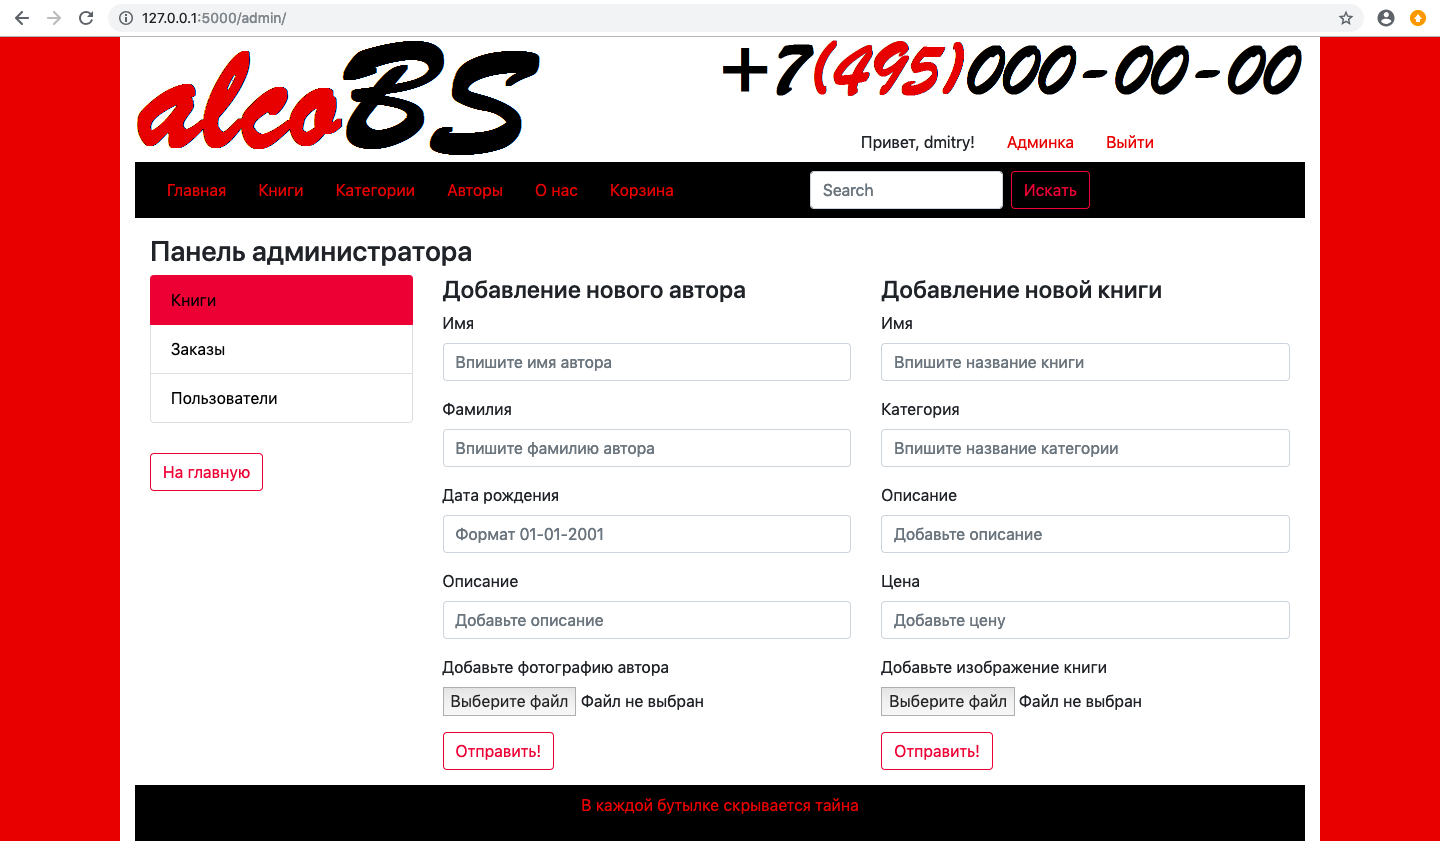 127.0.0.1:5000/admin/
alcoBS
+7(495)000-00-00
Привет, dmitry! Админка Выйти
Главная Книги Категории Авторы О нас Корзина Search Искать
Панель администратора
Книги
Заказы
Пользователи
На главную
Добавление нового автора
Имя
Впишите имя автора
Фамилия
Впишите фамилию автора
Дата рождения
Формат 01-01-2001
Описание
Добавьте описание
Добавьте фотографию автора
Выберите файл Файл не выбран
Отправить!
Добавление новой книги
Имя
Впишите название книги
Категория
Впишите название категории
Описание
Добавьте описание
Цена
Добавьте цену
Добавьте изображение книги
Выберите файл Файл не выбран
Отправить!
В каждой бутылке скрывается тайна